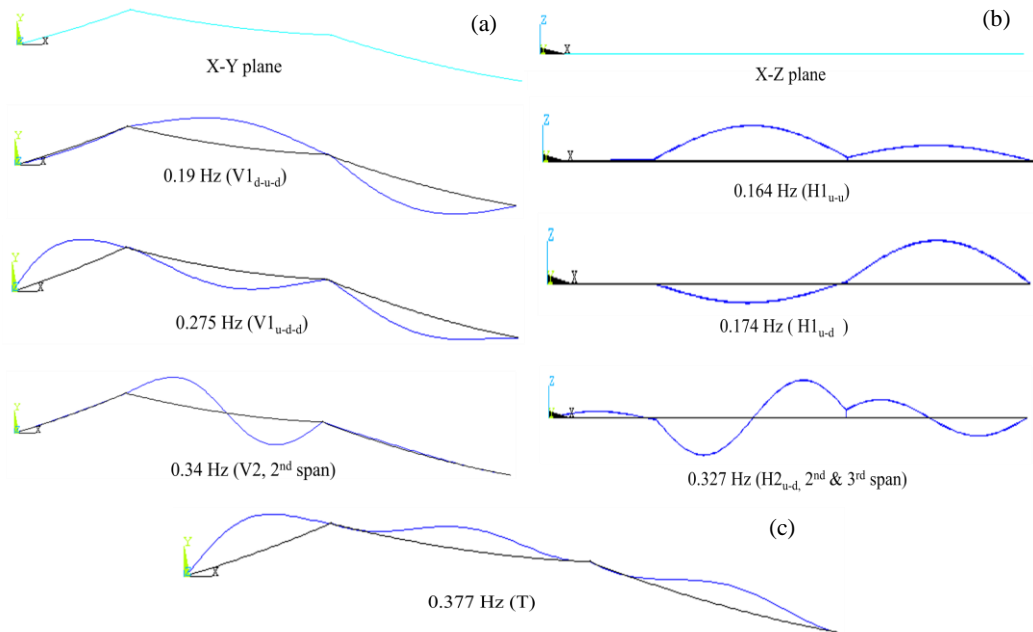 (a)
Y
Z X
X-Y plane
Y
Z X
0.19 Hz (V1d-u-d)
Y
Z X
0.275 Hz (V1u-d-d)
Y
Z X
0.34 Hz (V2, 2nd span)
(b)
Z
X
X-Z plane
Z
X
0.164 Hz (H1u-u)
Z
X
0.174 Hz ( H1u-d )
Z
X
0.327 Hz (H2u-d, 2nd & 3rd span)
(c)
Y
Z X
0.377 Hz (T)